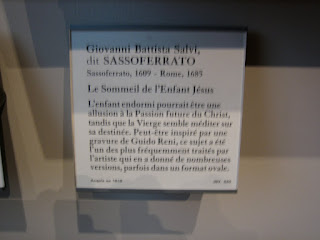 Giovanni Battista Salvi,
dit SASSOFERRATO
Sassoferrato, 1609 - Rome, 1685
Le Sommeil de l'Enfant Jésus
L'enfant endormi pourrait être une
allusion à la Passion future du Christ,
tandis que la Vierge semble méditer sur
sa destinée. Peut-être inspiré par une
gravure de Guido Reni, ce sujet a été
l'un des plus fréquemment traités par
l'artiste qui en a donné de nombreuses
versions, parfois dans un format ovale.